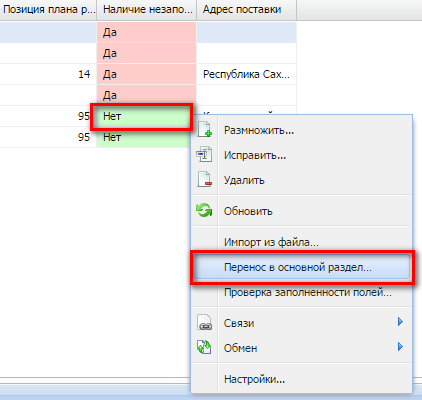 Позиция плана р... Наличие незапо... Адрес поставки
Да
Да
14 Да Республика Сах...
Да
95 Нет
95 Нет
Размножить...
Исправить...
Удалить
Обновить
Импорт из файла...
Перенос в основной раздел...
Проверка заполненности полей...
Связи
Обмен
Настройки...